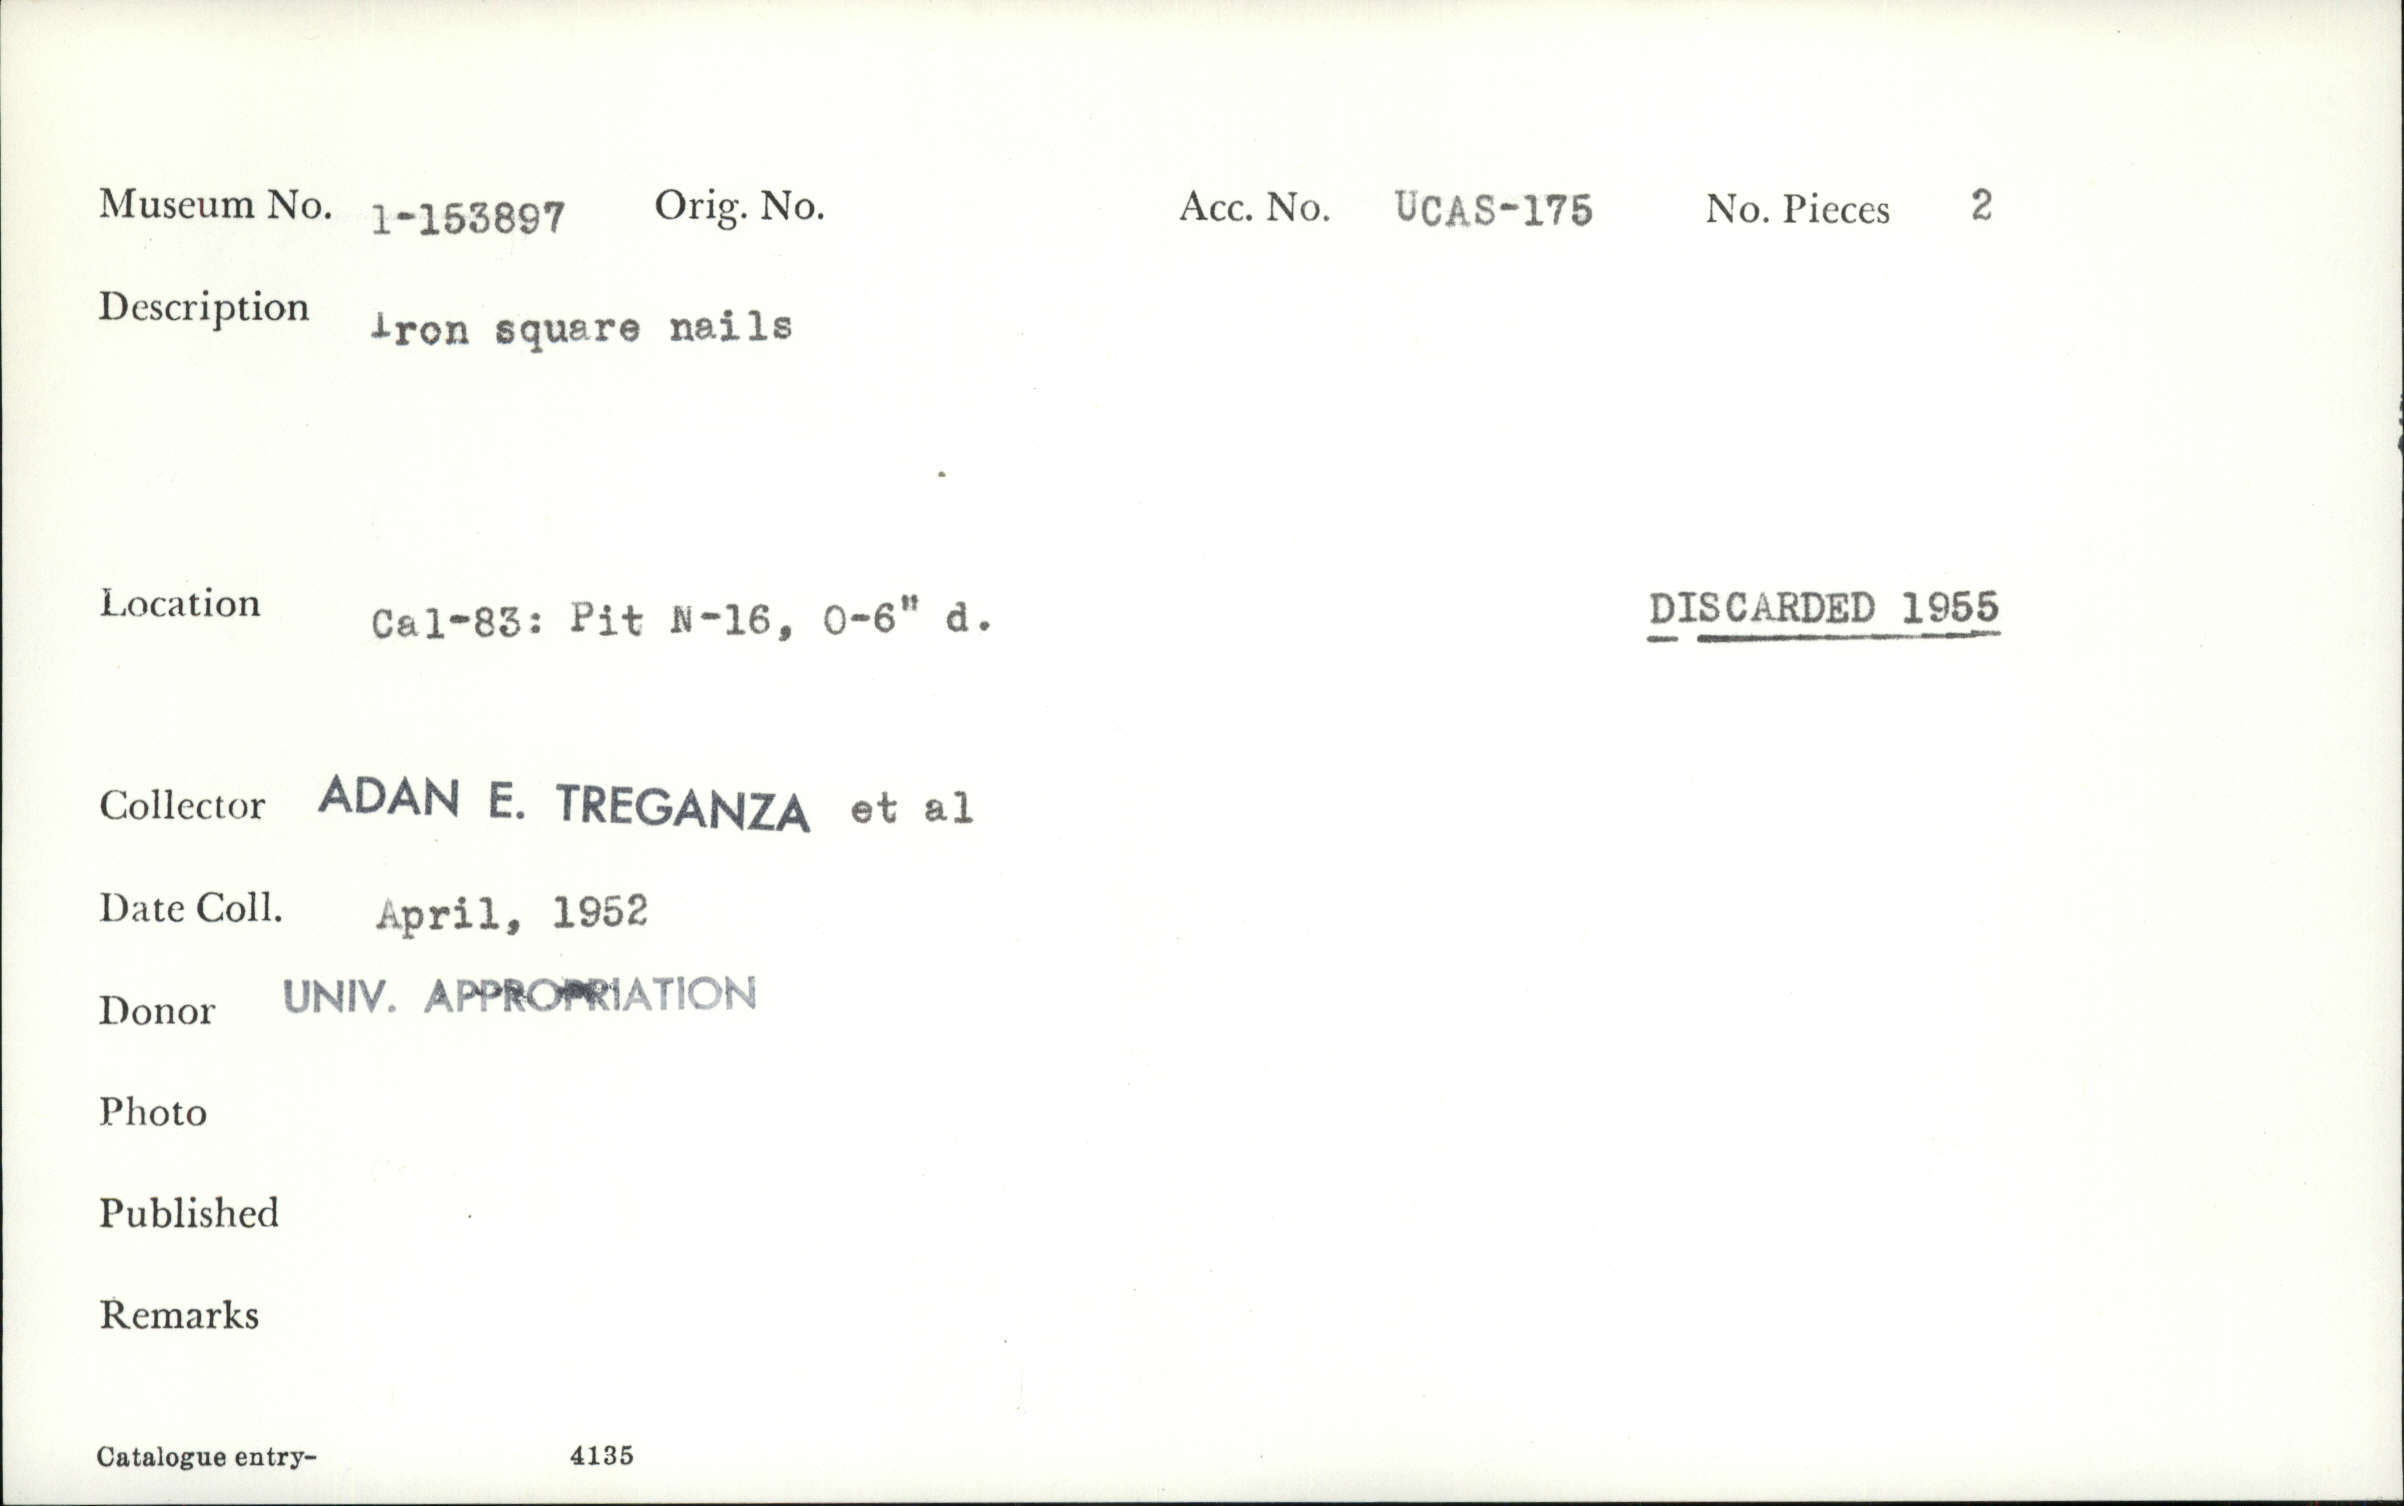 Museum No. 1-153897 Orig. No. Acc. No. UCAS-175 No. Pieces 2
Description Iron square nails
Location Cal-83: Pit N-16, 0-6" d. DISCARDED 1955
Collector ADAN E. TREGANZA et al
Date Coll. April, 1952
Donor UNIV. APPROPRIATION
Photo
Published
Remarks
Catalogue entry- 4135